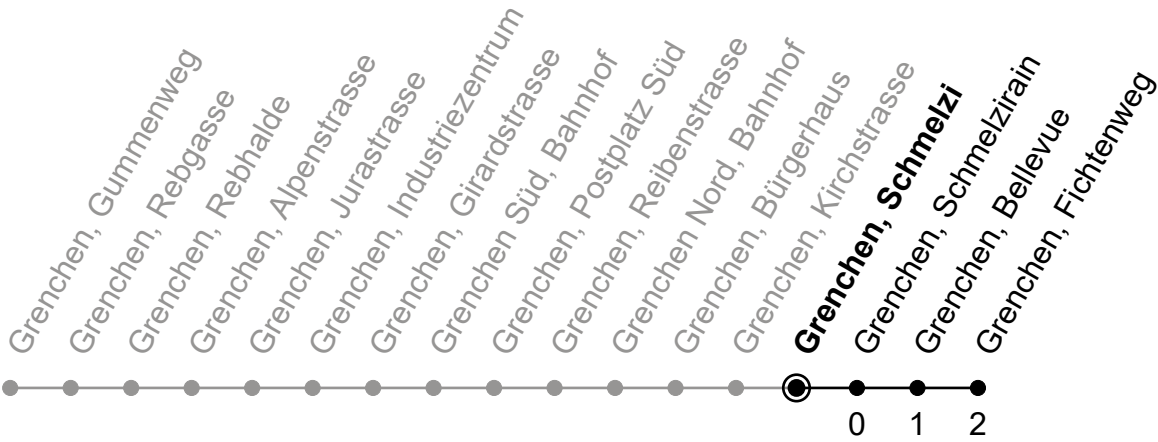 Grenchen, Gummenweg
Grenchen, Rebgasse
Grenchen, Rebhalde
Grenchen, Alpenstrasse
Grenchen, Jurastrasse
Grenchen, Industriezentrum
Grenchen, Girardstrasse
Grenchen Süd, Bahnhof
Grenchen, Postplatz Süd
Grenchen, Reibenstrasse
Grenchen Nord, Bahnhof
Grenchen, Bürgerhaus
Grenchen, Kirchstrasse
Grenchen, Schmelzi
Grenchen, Schmelzirain
Grenchen, Bellevue
Grenchen, Fichtenweg
0 1 2